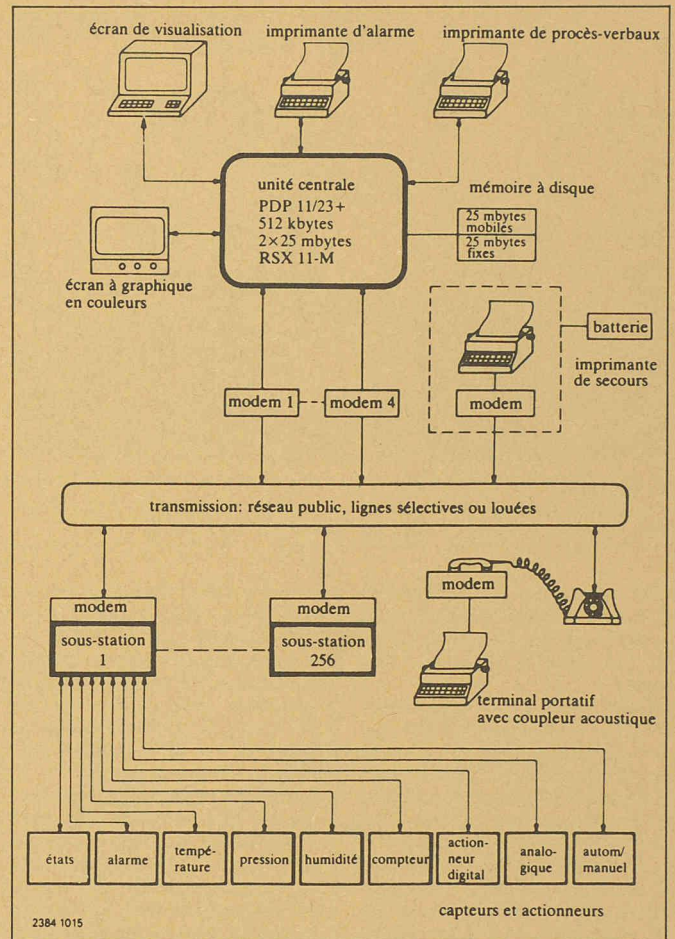 écran de visualisation
imprimante d'alarme
imprimante de procès-verbaux
unité centrale
PDP 11/23+
512 kbytes
2×25 mbytes
RSX 11-M
mémoire à disque
25 mbytes
mobiles
25 mbytes
fixes
écran à graphique
en couleurs
batterie
imprimante
de secours
modem 1
modem 4
modem
transmission: réseau public, lignes sélectives ou louées
modem
sous-station
1
modem
sous-station
256
modem
terminal portatif
avec coupleur acoustique
états
alarme
tempé-
rature
pression
humidité
compteur
action-
neur
digital
analo-
gique
autom/
manuel
capteurs et actionneurs
2384 1015